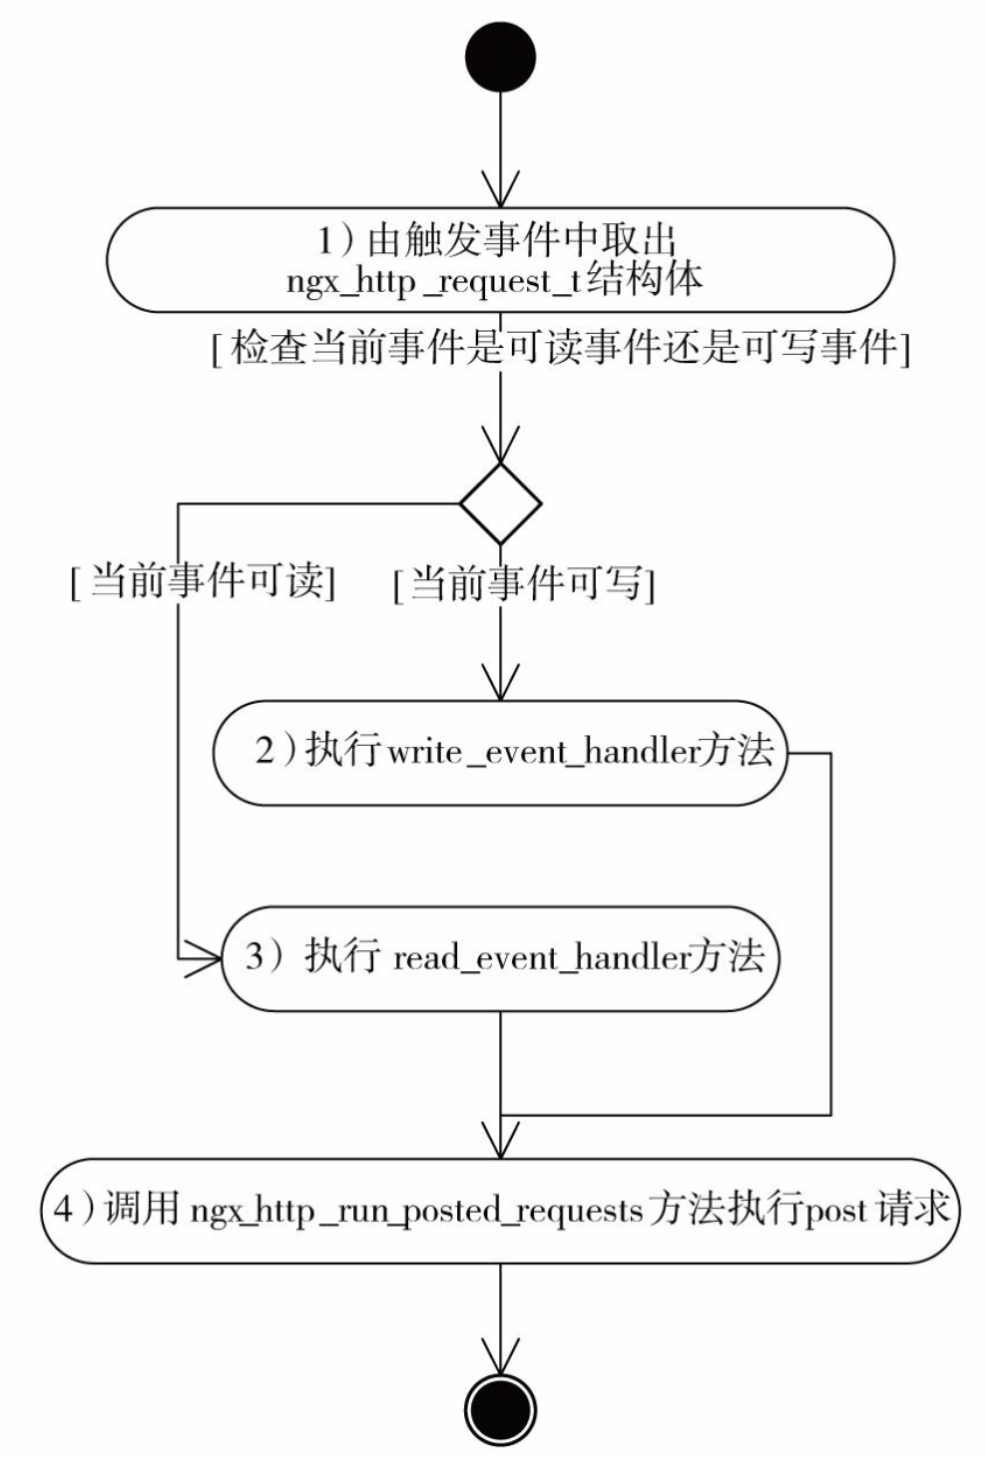 1)由触发事件中取出
ngx_http_request_t结构体
[检查当前事件是可读事件还是可写事件]
[当前事件可读]
[当前事件可写]
2)执行write_event_handler方法
3) 执行 read_event_handler方法
4)调用 ngx_http_run_posted_requests 方法执行post 请求